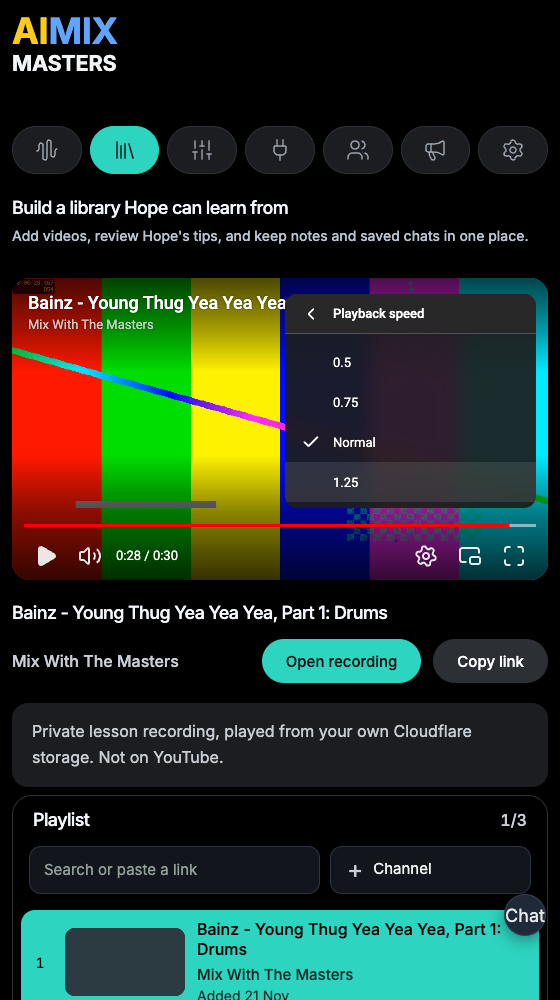 AIMIX
MASTERS
Build a library Hope can learn from
Add videos, review Hope's tips, and keep notes and saved chats in one place.
Bainz - Young Thug Yea Yea Yea
Mix With The Masters
Playback speed
0.5
0.75
Normal
1.25
0:28 / 0:30
Bainz - Young Thug Yea Yea Yea, Part 1: Drums
Mix With The Masters
Open recording
Copy link
Private lesson recording, played from your own Cloudflare
storage. Not on YouTube.
Playlist
1/3
Search or paste a link
+ Channel
Chat
1
Bainz - Young Thug Yea Yea Yea, Part 1:
Drums
Mix With The Masters
Added 21 Nov